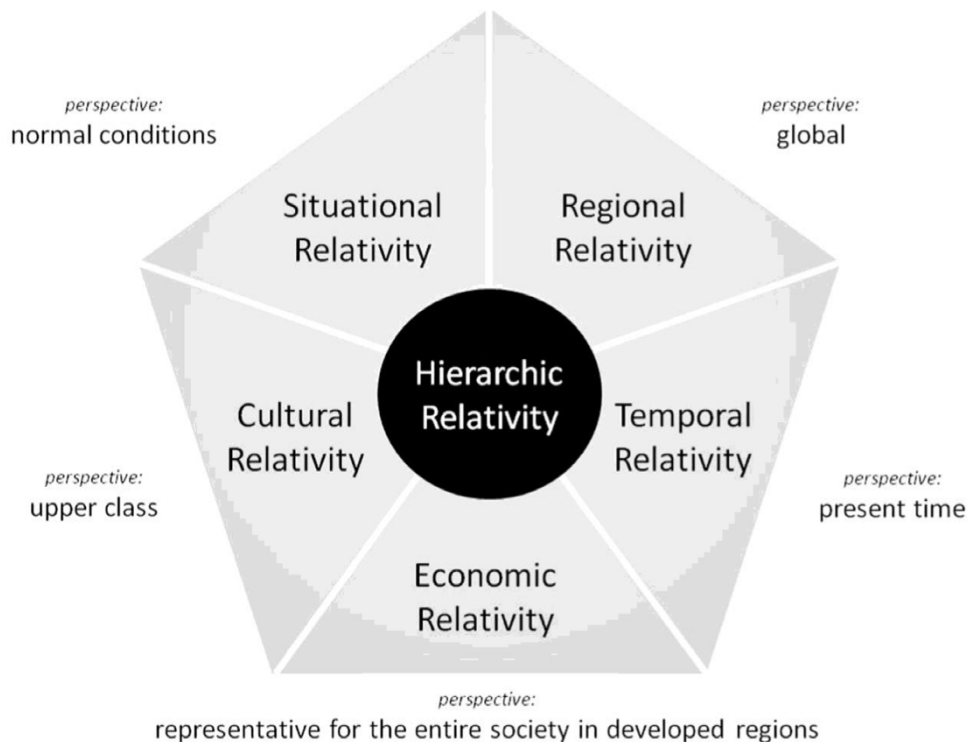 perspective:
normal conditions
perspective:
global
Situational
Relativity
Regional
Relativity
Hierarchic
Relativity
Cultural
Relativity
Temporal
Relativity
perspective:
upper class
perspective:
present time
Economic
Relativity
perspective:
representative for the entire society in developed regions